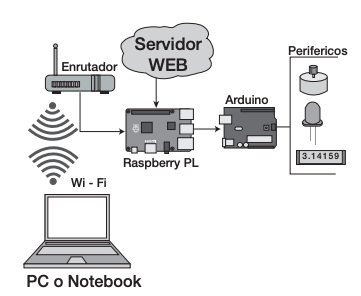 Servidor
WEB
Enrutador
Perifericos
Arduino
3.14159
Raspberry PL
Wi - Fi
PC o Notebook